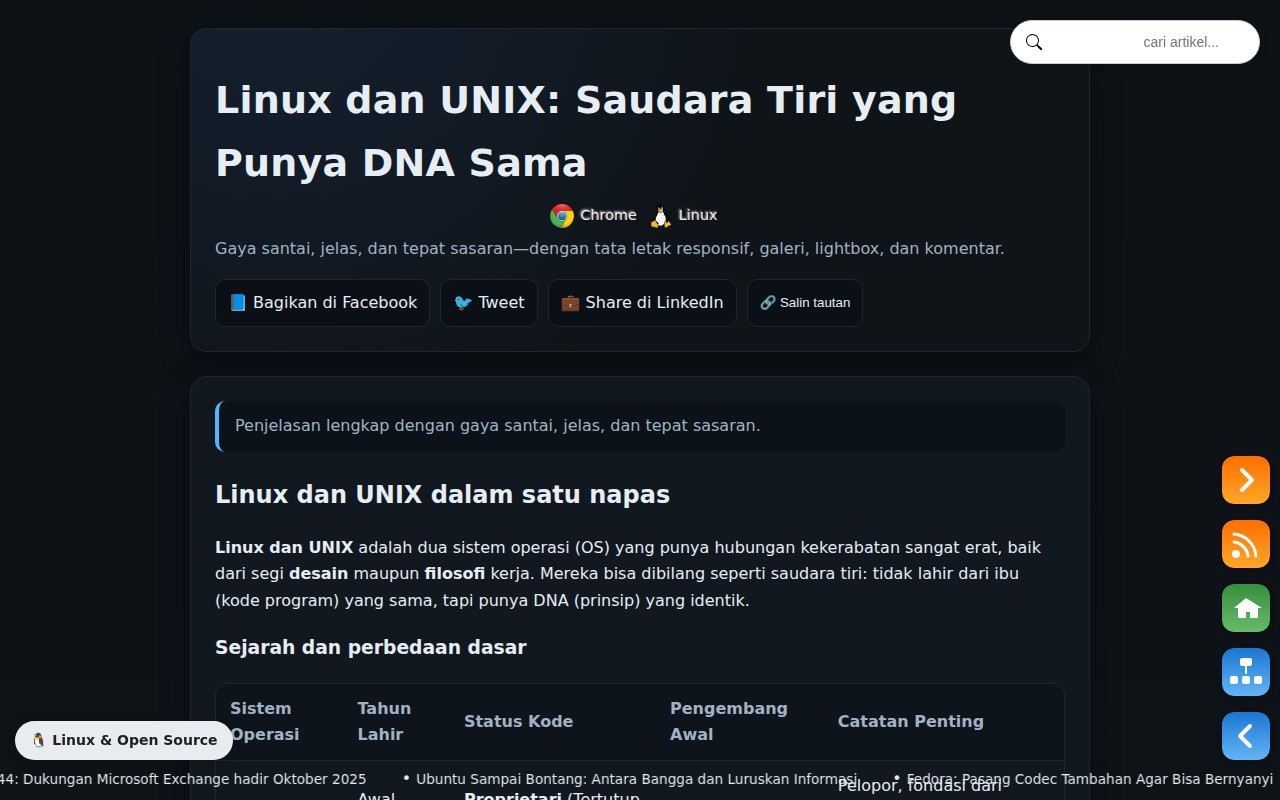 cari artikel...
Linux dan UNIX: Saudara Tiri yang
Punya DNA Sama
Chrome Linux
Gaya santai, jelas, dan tepat sasaran—dengan tata letak responsif, galeri, lightbox, dan komentar.
📘 Bagikan di Facebook 🐦 Tweet 💼 Share di LinkedIn 🔗 Salin tautan
Penjelasan lengkap dengan gaya santai, jelas, dan tepat sasaran.
Linux dan UNIX dalam satu napas
Linux dan UNIX adalah dua sistem operasi (OS) yang punya hubungan kekerabatan sangat erat, baik
dari segi desain maupun filosofi kerja. Mereka bisa dibilang seperti saudara tiri: tidak lahir dari ibu
(kode program) yang sama, tapi punya DNA (prinsip) yang identik.
Sejarah dan perbedaan dasar
Sistem Operasi Tahun Lahir Status Kode Pengembang Awal Catatan Penting
🐧 Linux & Open Source
44: Dukungan Microsoft Exchange hadir Oktober 2025 • Ubuntu Sampai Bontang: Antara Bangga dan Luruskan Informasi • Fedora: Pasang Codec Tambahan Agar Bisa Bernyanyi
Awal Proprietari (Tertutup Pelopor, fondasi dari